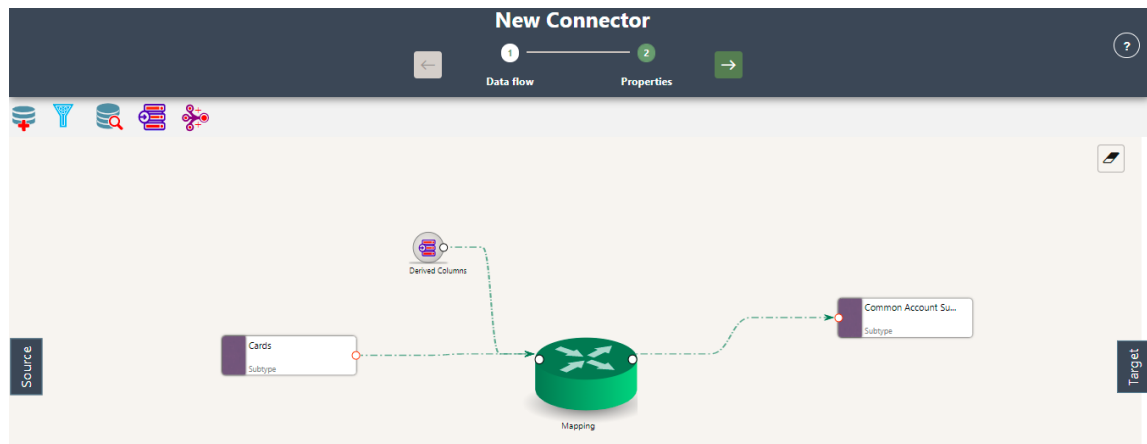 New Connector
1
2
?
Data flow
Properties
Derived Columns
Common Account Su...
Subtype
Cards
Subtype
Source
Target
Mapping